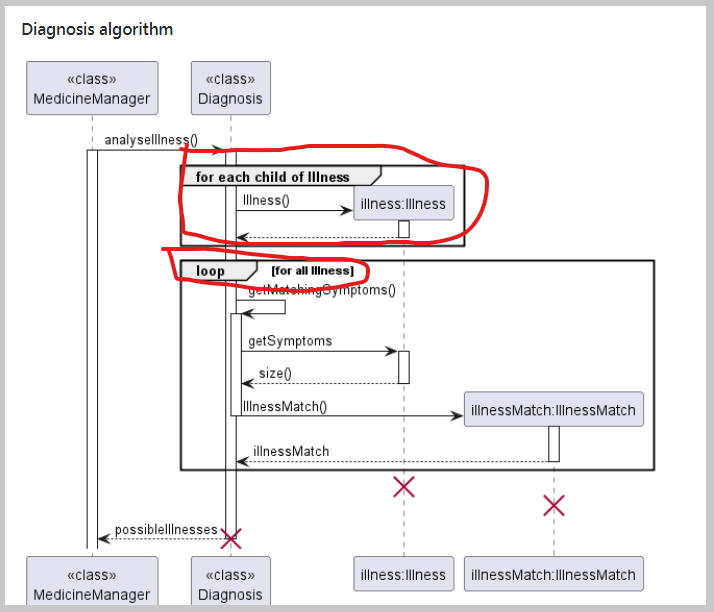 Diagnosis algorithm
«class»
MedicineManager
«class»
Diagnosis
analyseIllness()
for each child of Illness
Illness()
illness:Illness
loop
[for all Illness]
getMatchingSymptoms()
getSymptoms
size()
IllnessMatch()
illnessMatch:IllnessMatch
illnessMatch
possibleIllnesses
«class»
MedicineManager
«class»
Diagnosis
illness:Illness
illnessMatch:IllnessMatch